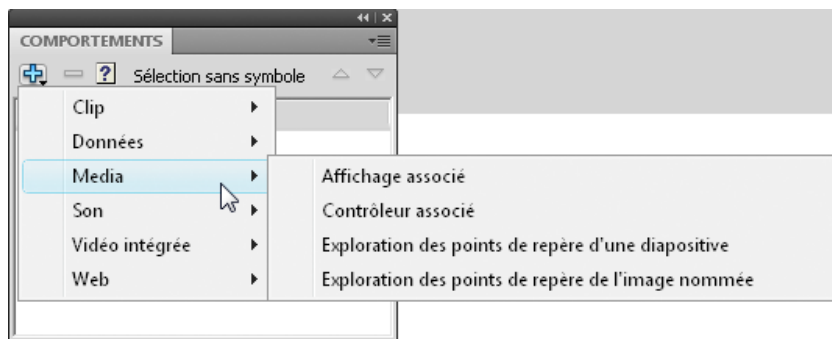 COMPORTEMENTS
Sélection sans symbole
Clip
Données
Media
Affichage associé
Son
Contrôleur associé
Vidéo intégrée
Exploration des points de repère d'une diapositive
Web
Exploration des points de repère de l'image nommée